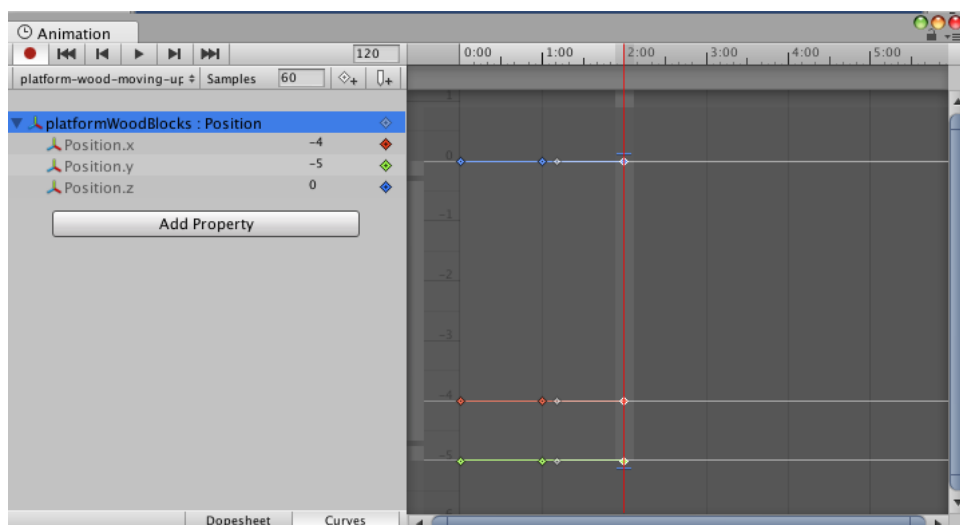 Animation
120
0:00 1:00 2:00 3:00 4:00 5:00
platform-wood-moving-up Samples 60
platformWoodBlocks : Position
Position.x -4
Position.y -5
Position.z 0
Add Property
1
0
-1
-2
-3
-4
-5
Dopesheet Curves